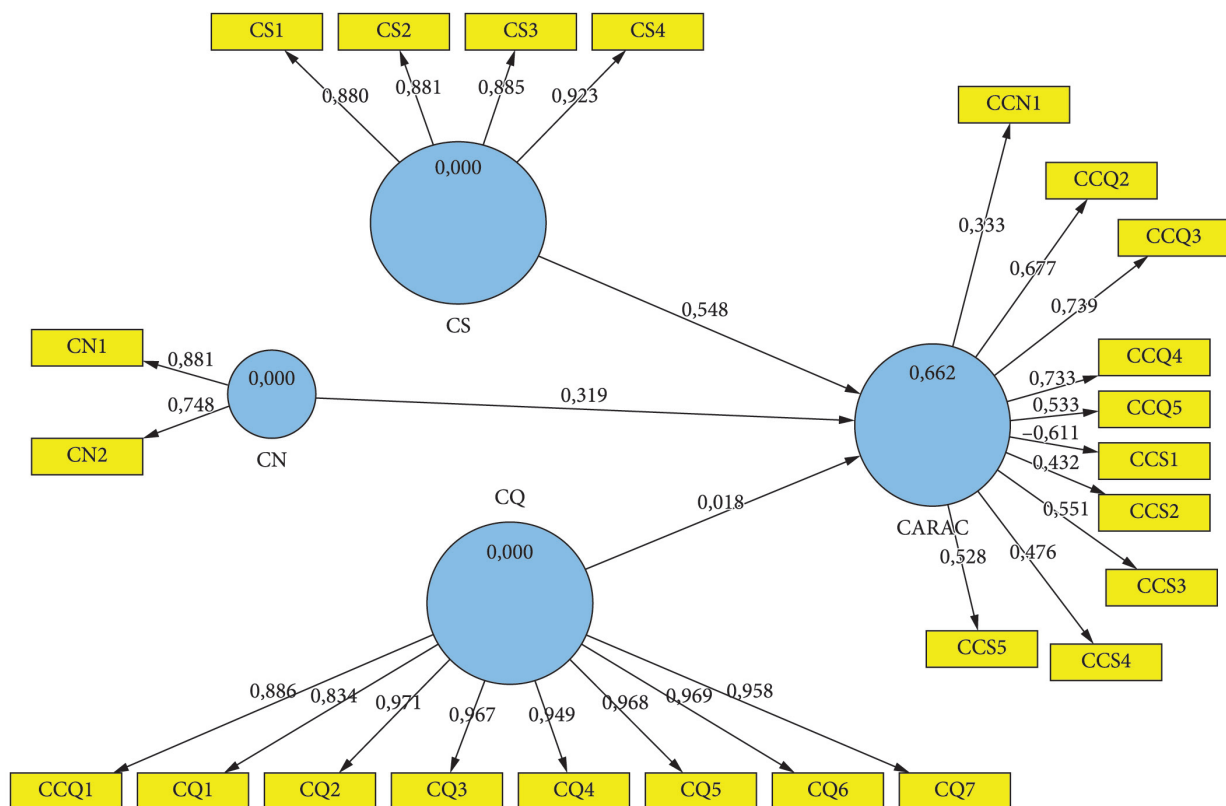 CS1 CS2 CS3 CS4
0,880 0,881 0,885 0,923
0,000
CS
CCN1
CCQ2
CCQ3
0,333
0,677
0,739
0,548
CN1
CN2
0,881
0,748
0,000
CN
0,319
0,662
CARAC
CCQ4
CCQ5
CCS1
CCS2
CCS3
CCS4
CCS5
0,733
0,533
–0,611
0,432
0,551
0,476
0,528
CQ
0,000
0,018
0,886 0,834 0,971 0,967 0,949 0,968 0,969 0,958
CCQ1 CQ1 CQ2 CQ3 CQ4 CQ5 CQ6 CQ7